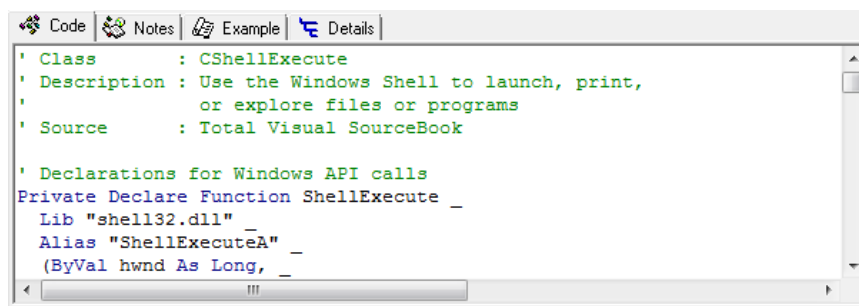 Code Notes Example Details
' Class       : CShellExecute
' Description : Use the Windows Shell to launch, print,
'               or explore files or programs
' Source      : Total Visual SourceBook
' Declarations for Windows API calls
Private Declare Function ShellExecute _
  Lib "shell32.dll" _
  Alias "ShellExecuteA" _
  (ByVal hwnd As Long, _